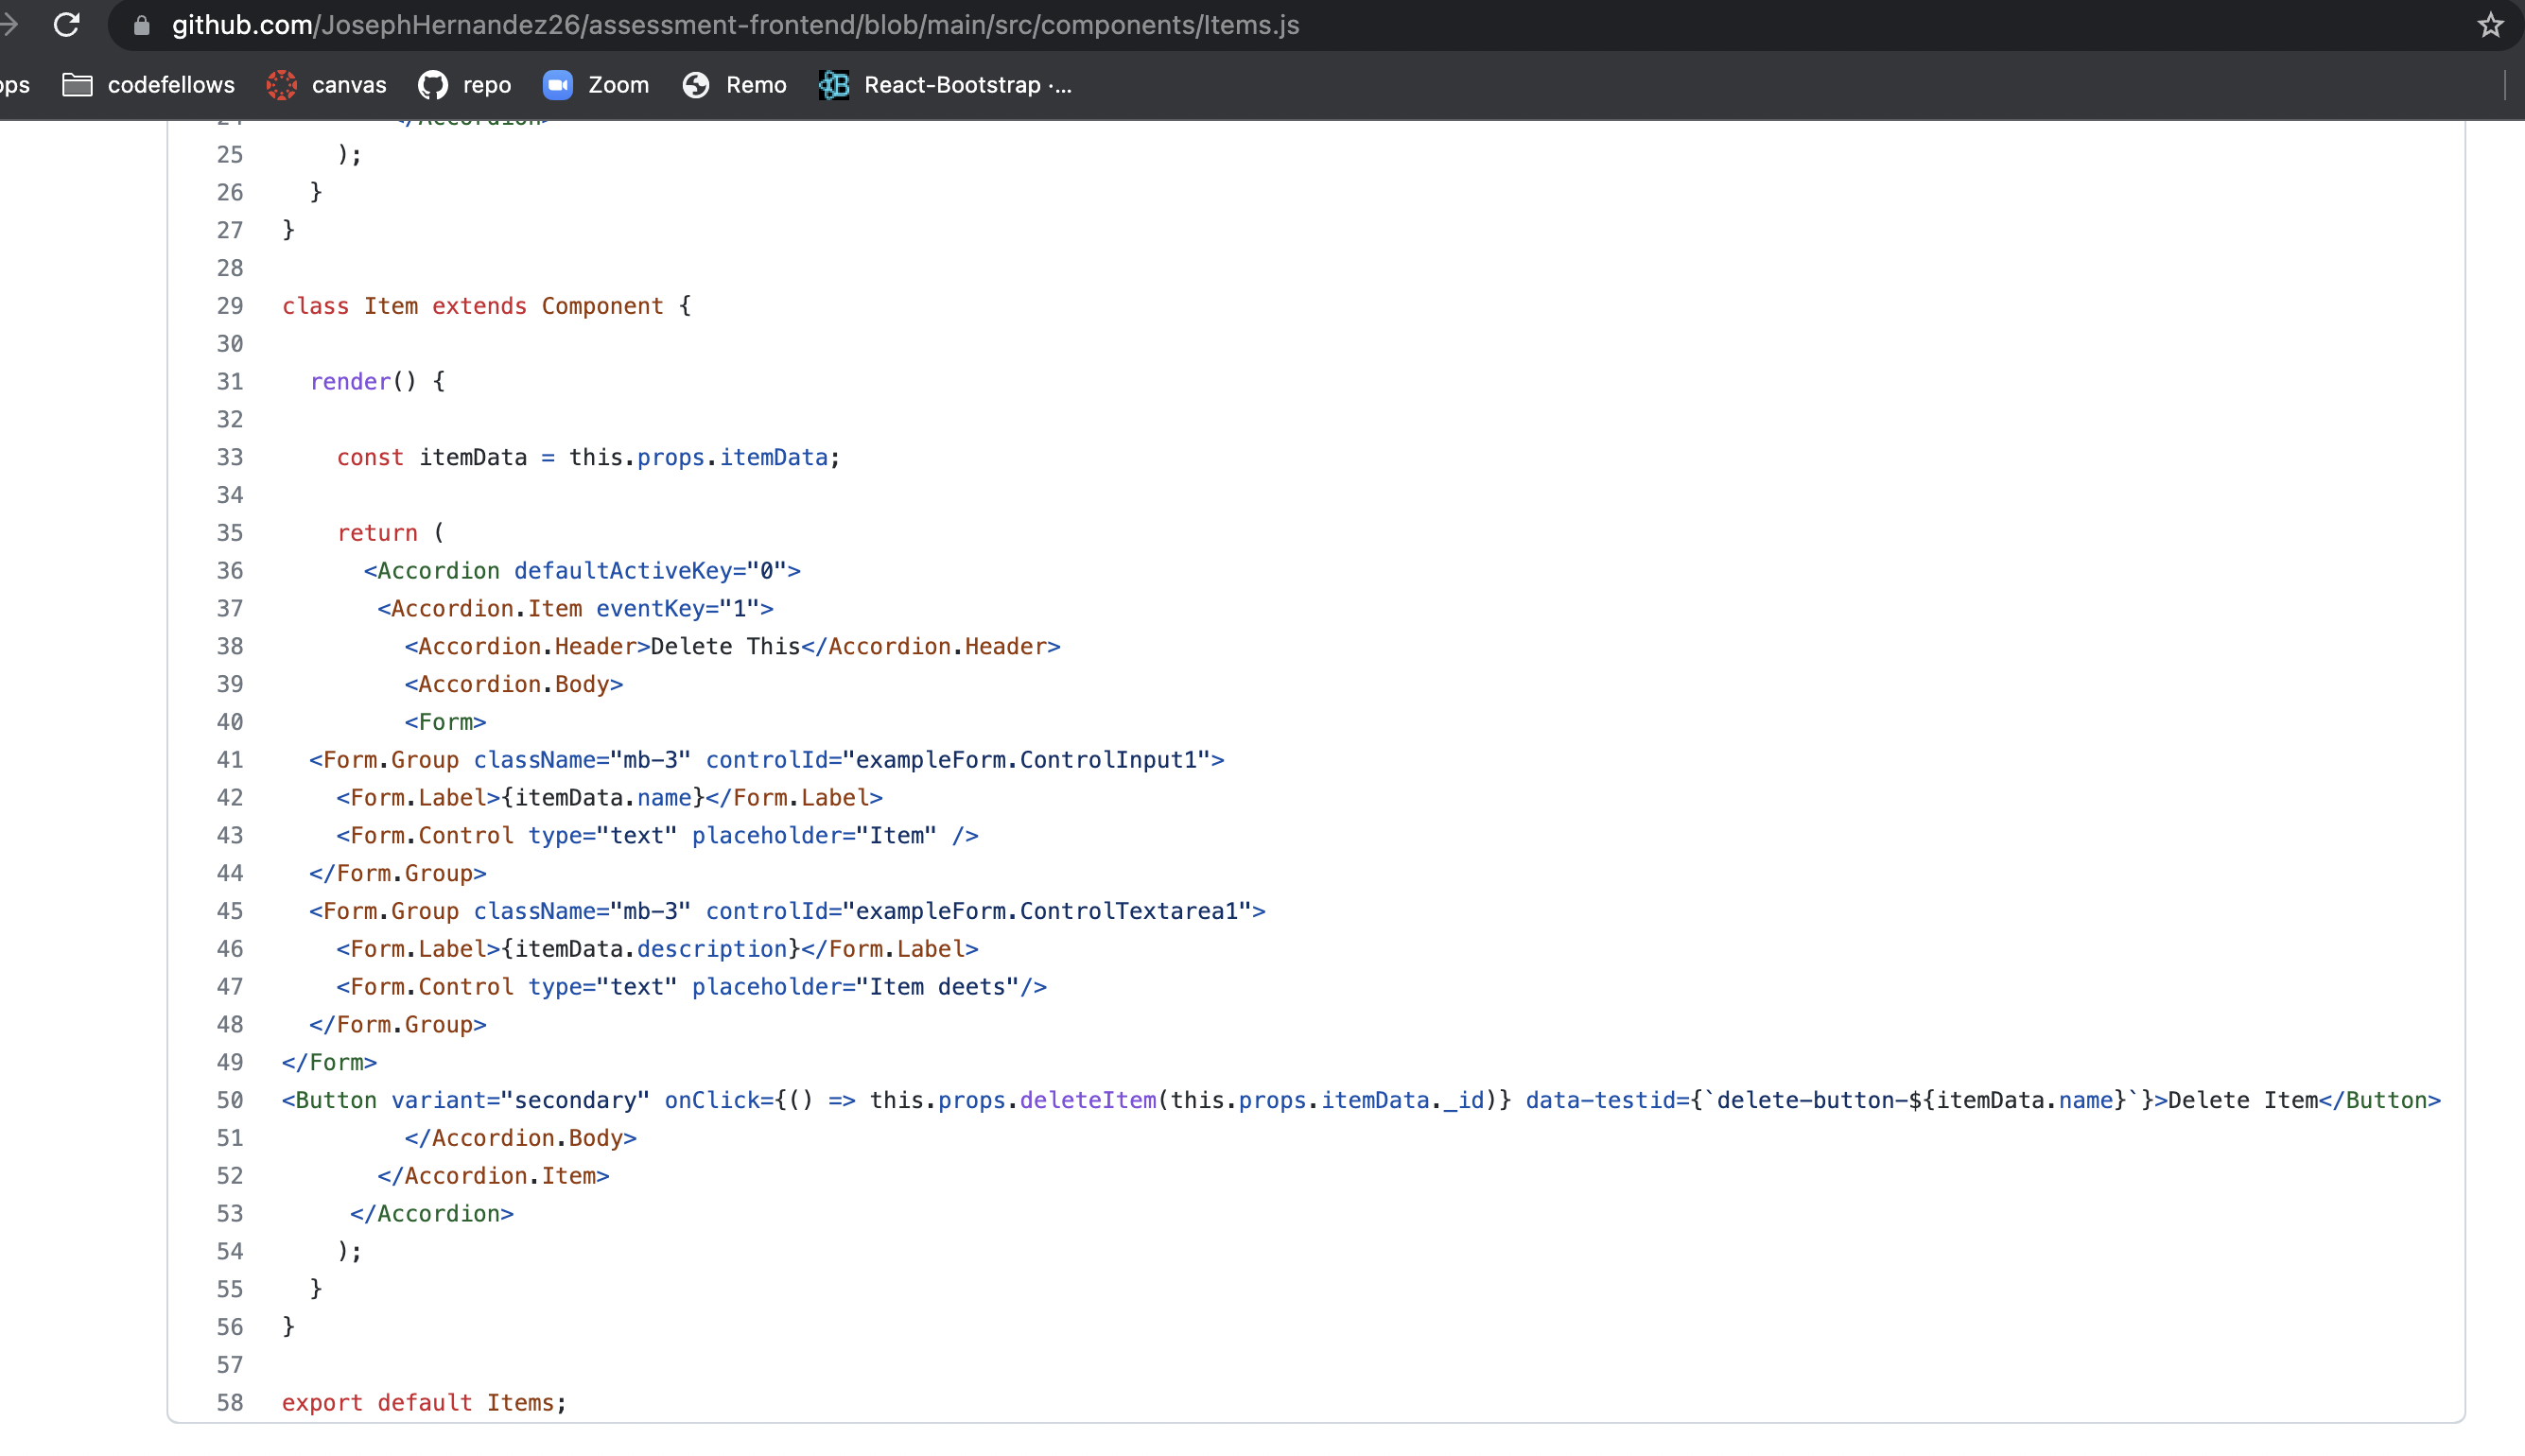 github.com/JosephHernandez26/assessment-frontend/blob/main/src/components/Items.js
ops codefellows canvas repo Zoom Remo React-Bootstrap ·...
24 </Accordion>
25 );
26 }
27 }
28
29 class Item extends Component {
30
31 render() {
32
33 const itemData = this.props.itemData;
34
35 return (
36 <Accordion defaultActiveKey="0">
37 <Accordion.Item eventKey="1">
38 <Accordion.Header>Delete This</Accordion.Header>
39 <Accordion.Body>
40 <Form>
41 <Form.Group className="mb-3" controlId="exampleForm.ControlInput1">
42 <Form.Label>{itemData.name}</Form.Label>
43 <Form.Control type="text" placeholder="Item" />
44 </Form.Group>
45 <Form.Group className="mb-3" controlId="exampleForm.ControlTextarea1">
46 <Form.Label>{itemData.description}</Form.Label>
47 <Form.Control type="text" placeholder="Item deets"/>
48 </Form.Group>
49 </Form>
50 <Button variant="secondary" onClick={() => this.props.deleteItem(this.props.itemData._id)} data-testid={`delete-button-${itemData.name}`}>Delete Item</Button>
51 </Accordion.Body>
52 </Accordion.Item>
53 </Accordion>
54 );
55 }
56 }
57
58 export default Items;